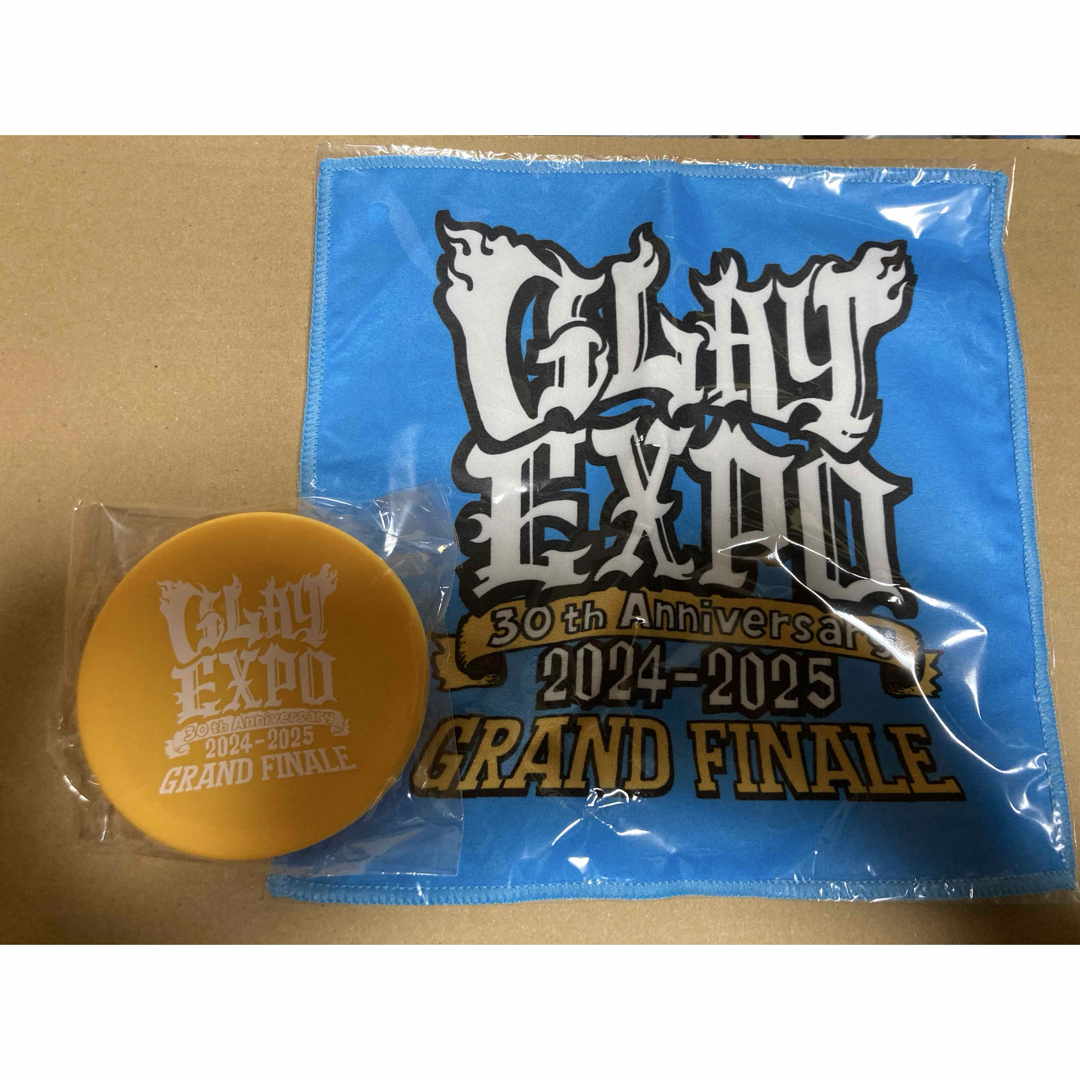 GLAY
EXPO
30th Anniversary
2024-2025
GRAND FINALE
GLAY
EXPO
30th Anniversary
2024-2025
GRAND FINALE